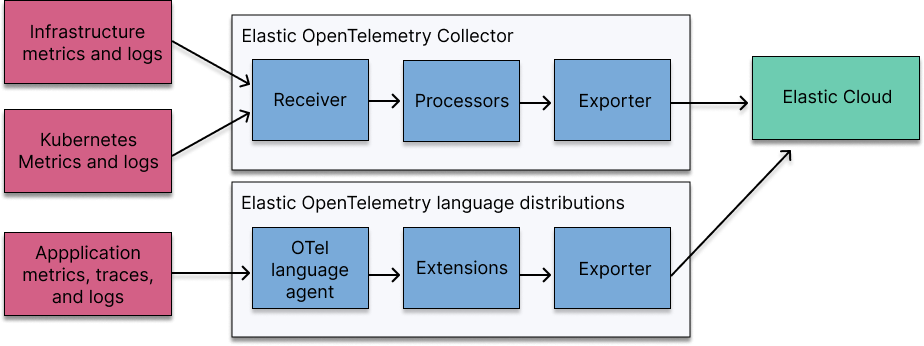 Infrastructure
metrics and logs
Elastic OpenTelemetry Collector
Receiver
Processors
Exporter
Elastic Cloud
Kubernetes
Metrics and logs
Elastic OpenTelemetry language distributions
Appplication
metrics, traces,
and logs
OTel
language
agent
Extensions
Exporter